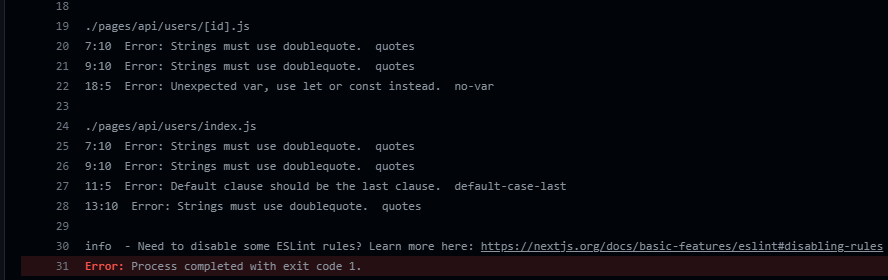 18
19 ./pages/api/users/[id].js
20 7:10  Error: Strings must use doublequote.  quotes
21 9:10  Error: Strings must use doublequote.  quotes
22 18:5  Error: Unexpected var, use let or const instead.  no-var
23
24 ./pages/api/users/index.js
25 7:10  Error: Strings must use doublequote.  quotes
26 9:10  Error: Strings must use doublequote.  quotes
27 11:5  Error: Default clause should be the last clause.  default-case-last
28 13:10  Error: Strings must use doublequote.  quotes
29
30 info  - Need to disable some ESLint rules? Learn more here: https://nextjs.org/docs/basic-features/eslint#disabling-rules
31 Error: Process completed with exit code 1.